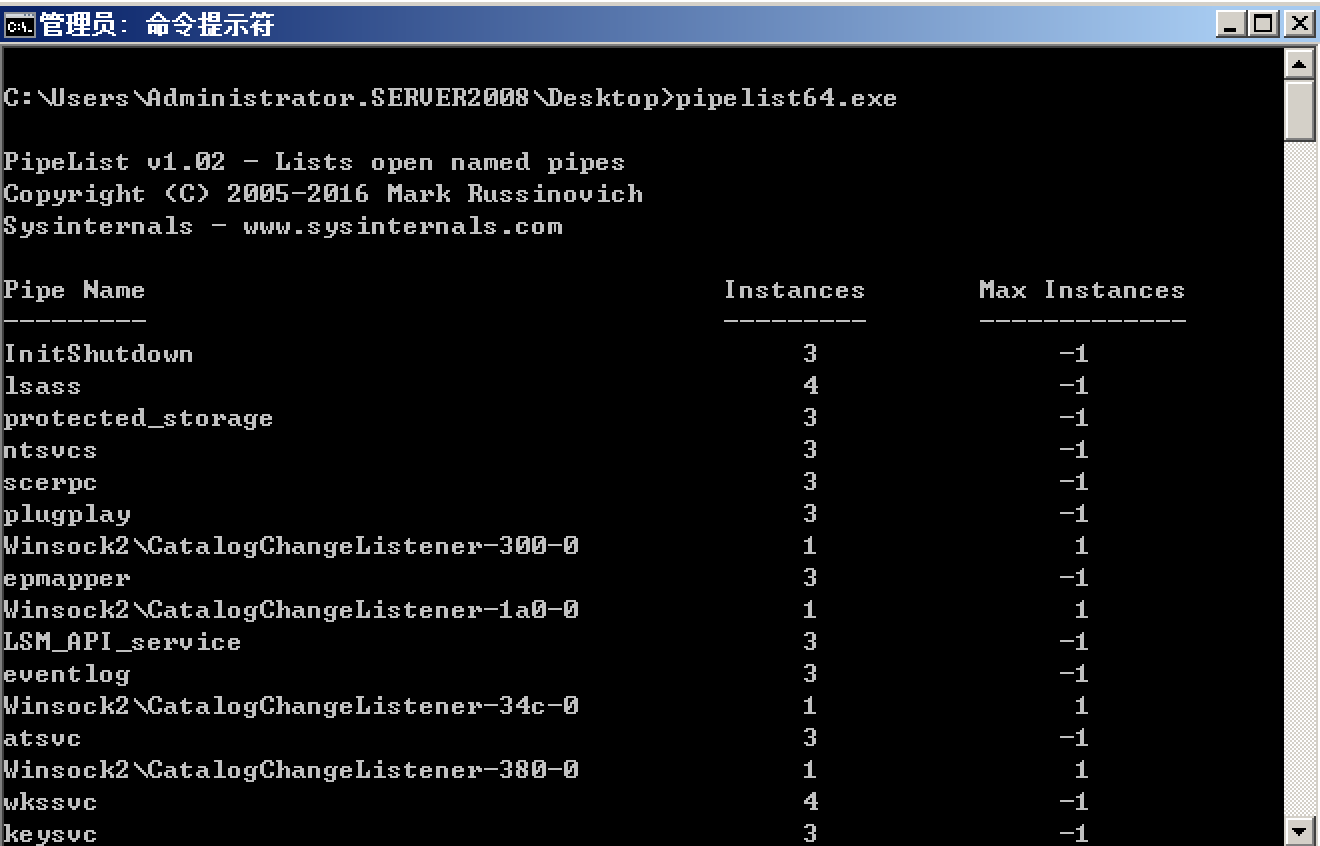 管理员: 命令提示符
C:\Users\Administrator.SERVER2008\Desktop>pipelist64.exe
PipeList v1.02 - Lists open named pipes
Copyright (C) 2005-2016 Mark Russinovich
Sysinternals - www.sysinternals.com
Pipe Name Instances Max Instances
--------- --------- -------------
InitShutdown 3 -1
lsass 4 -1
protected_storage 3 -1
ntsvcs 3 -1
scerpc 3 -1
plugplay 3 -1
Winsock2\CatalogChangeListener-300-0 1 1
epmapper 3 -1
Winsock2\CatalogChangeListener-1a0-0 1 1
LSM_API_service 3 -1
eventlog 3 -1
Winsock2\CatalogChangeListener-34c-0 1 1
atsvc 3 -1
Winsock2\CatalogChangeListener-380-0 1 1
wkssvc 4 -1
keysvc 3 -1